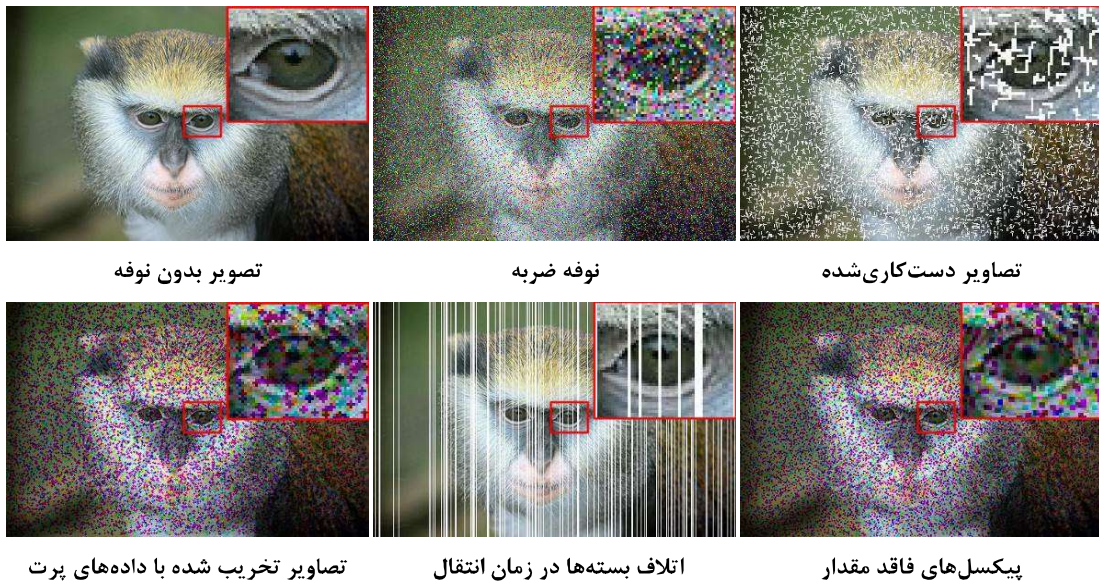 تصاویر دست‌کاری‌شده
نوفه ضربه
تصویر بدون نوفه
پیکسل‌های فاقد مقدار
اتلاف بسته‌ها در زمان انتقال
تصاویر تخریب شده با داده‌های پرت